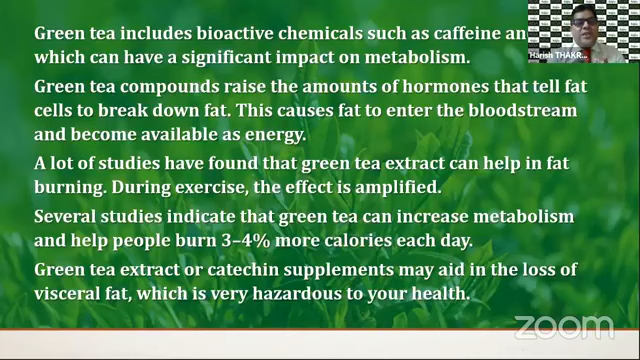 Green tea includes bioactive chemicals such as caffeine an
which can have a significant impact on metabolism.
Green tea compounds raise the amounts of hormones that tell fat
cells to break down fat. This causes fat to enter the bloodstream
and become available as energy.
A lot of studies have found that green tea extract can help in fat
burning. During exercise, the effect is amplified.
Several studies indicate that green tea can increase metabolism
and help people burn 3–4% more calories each day.
Green tea extract or catechin supplements may aid in the loss of
visceral fat, which is very hazardous to your health.
Harish THAKR...
zoom